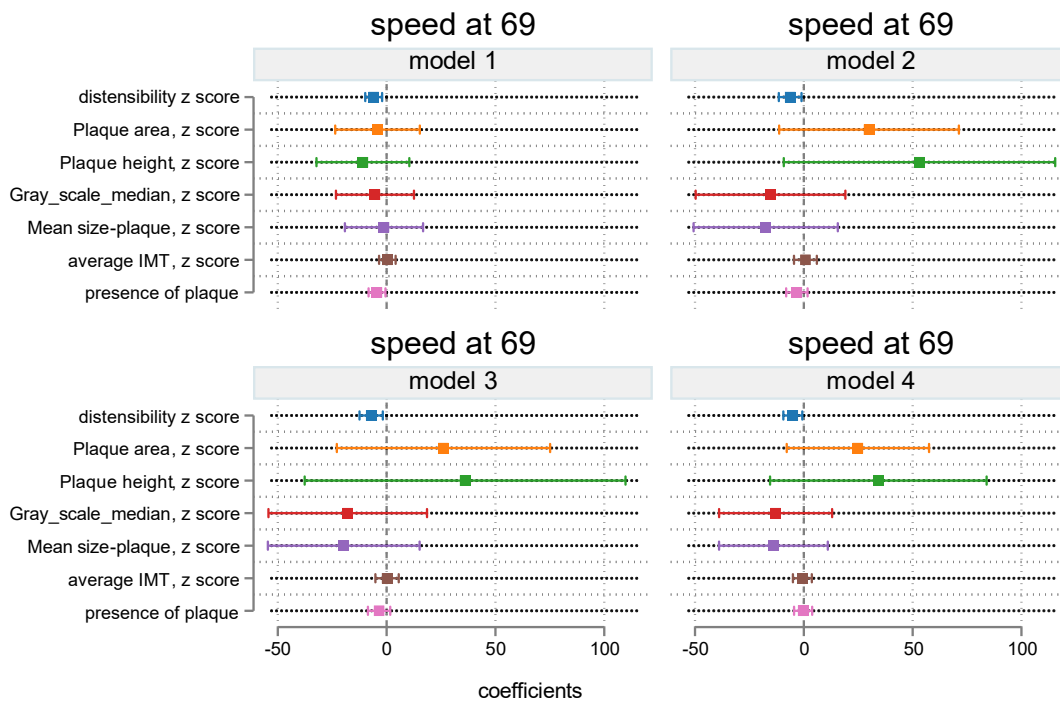 speed at 69 speed at 69
model 1 model 2
distensibility z score
Plaque area, z score
Plaque height, z score
Gray_scale_median, z score
Mean size-plaque, z score
average IMT, z score
presence of plaque
speed at 69 speed at 69
model 3 model 4
distensibility z score
Plaque area, z score
Plaque height, z score
Gray_scale_median, z score
Mean size-plaque, z score
average IMT, z score
presence of plaque
-50 0 50 100 -50 0 50 100
coefficients